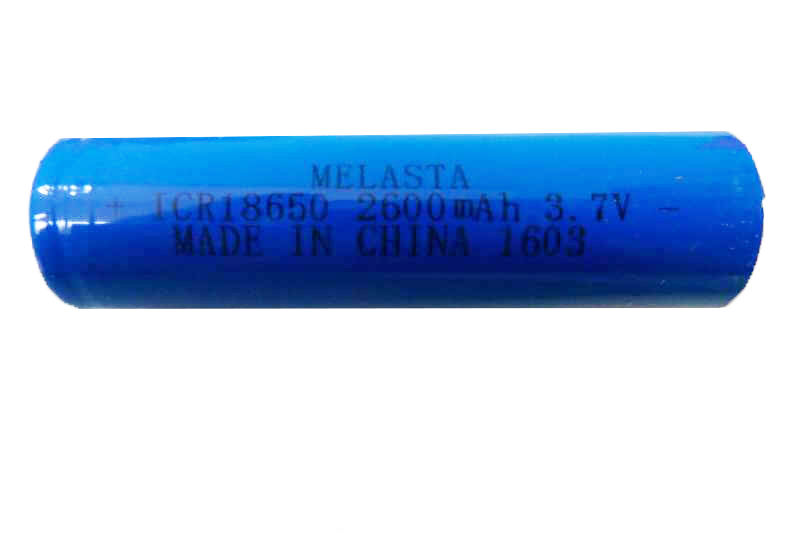 MELASTA
+ ICR18650 2600mAh 3.7V -
MADE IN CHINA 1603